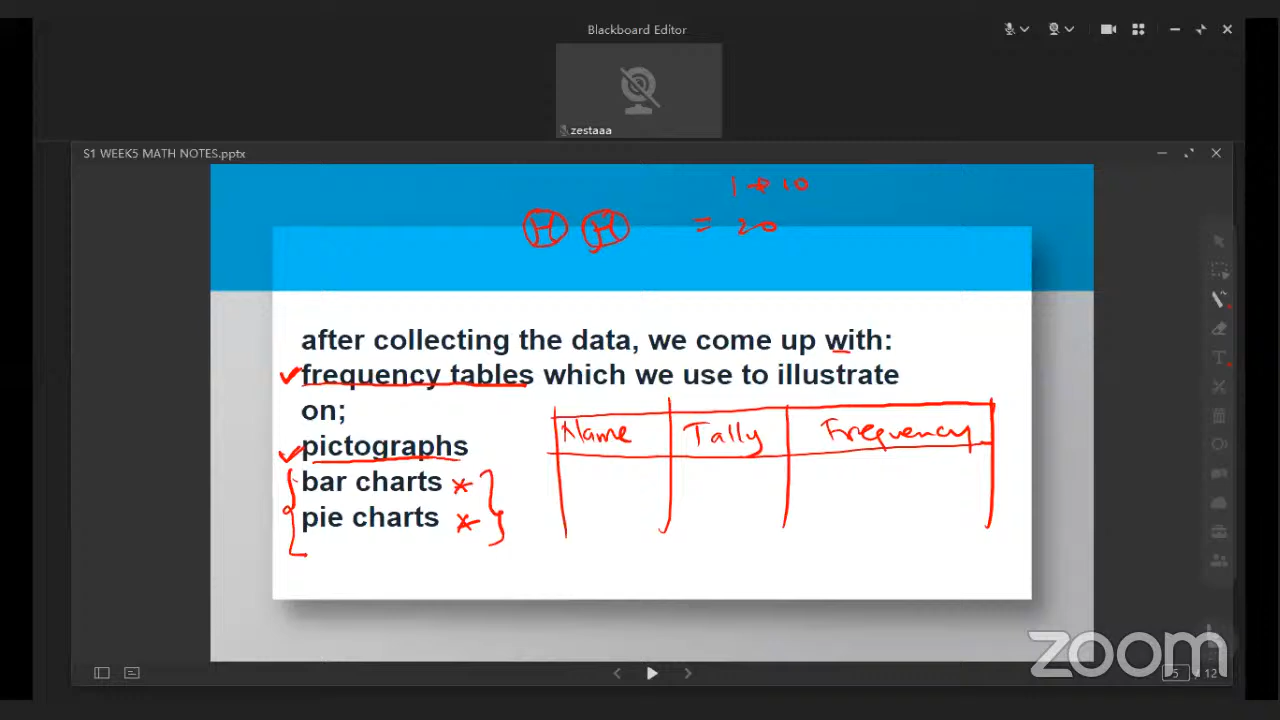 Blackboard Editor
zestaaa
S1 WEEK5 MATH NOTES.pptx
1 → 10
H H = 20
after collecting the data, we come up with:
frequency tables which we use to illustrate
on;
Name Tally Frequency
pictographs
bar charts *
pie charts *
zoom
5 / 12